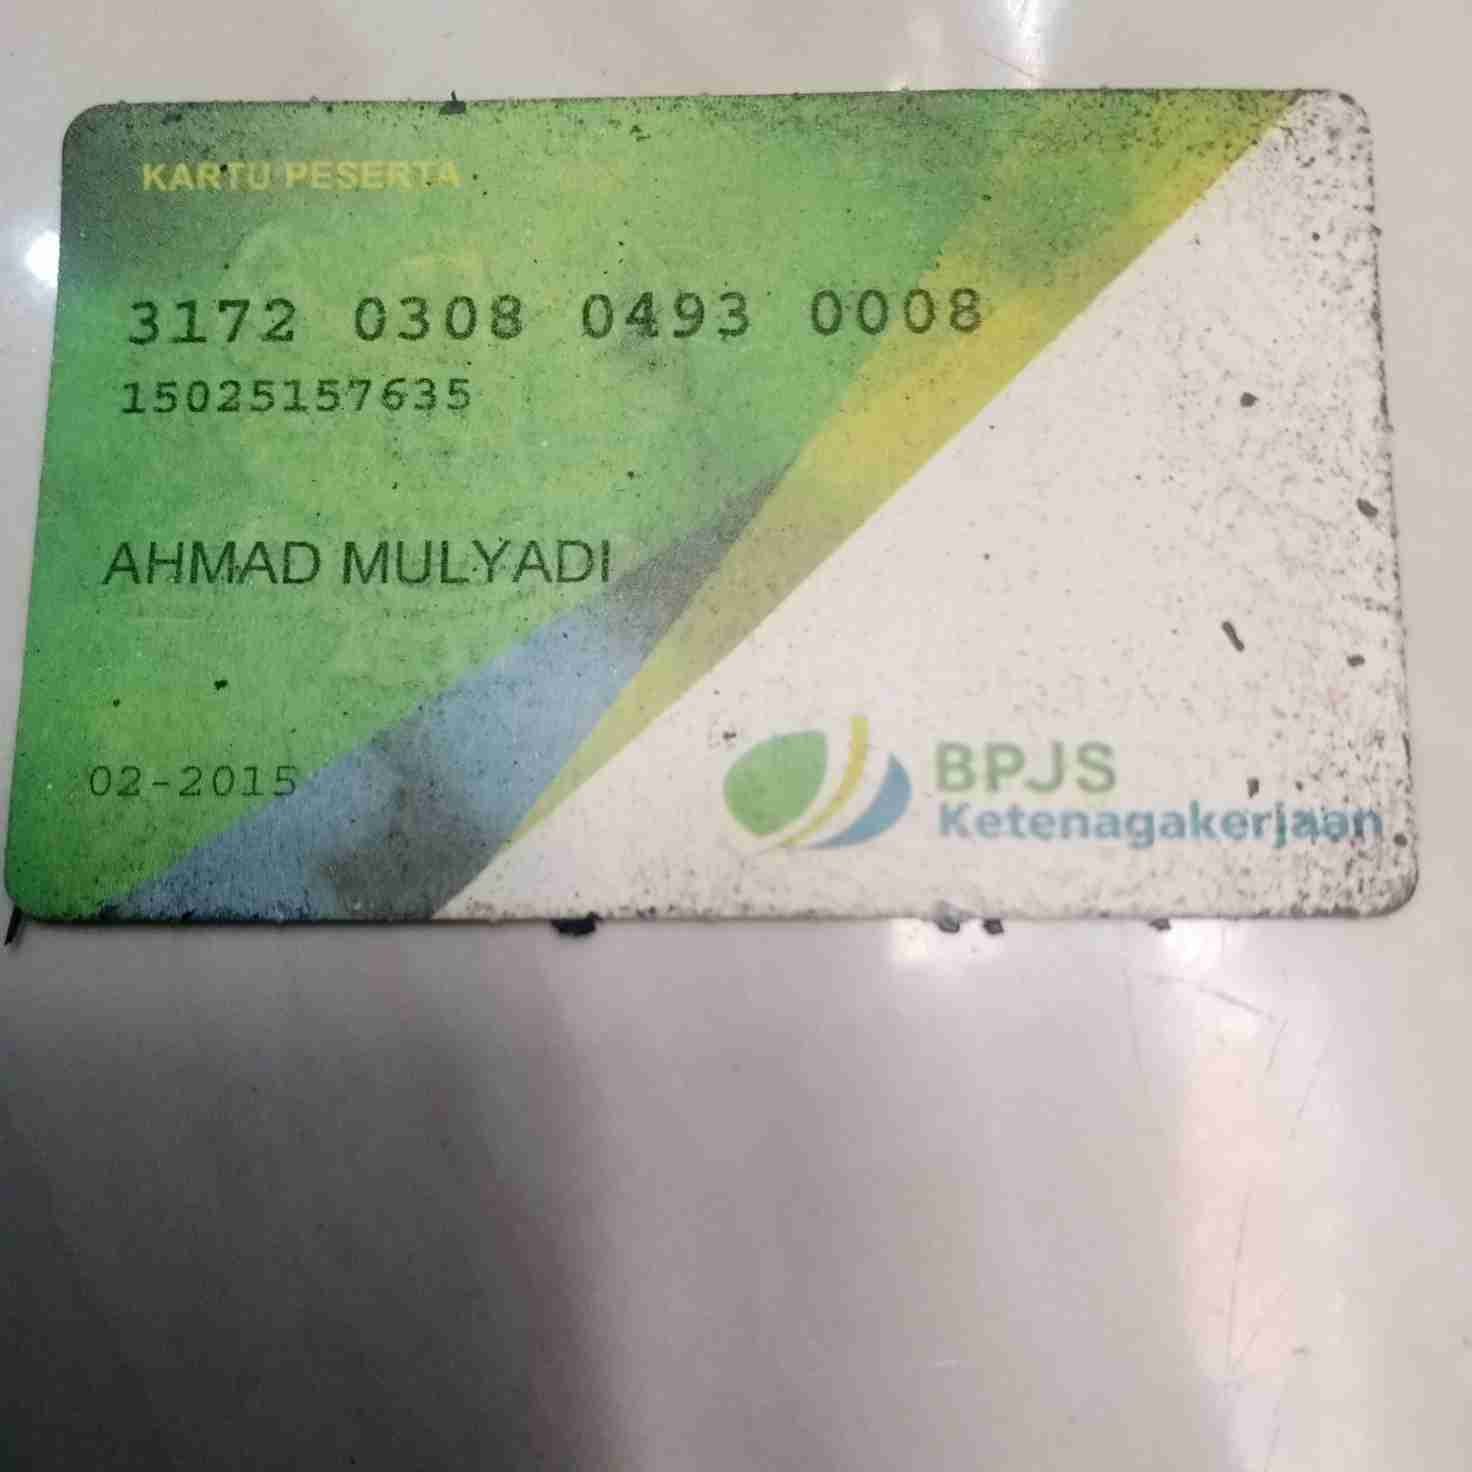 KARTU PESERTA
3172 0308 0493 0008
15025157635
AHMAD MULYADI
02-2015
BPJS
Ketenagakerjaan